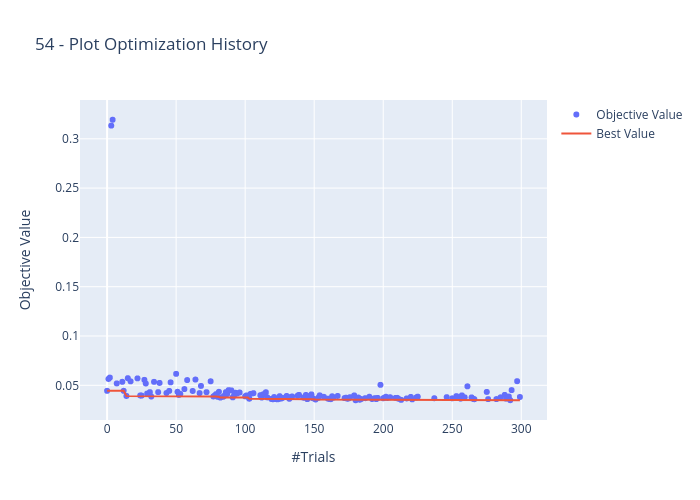 54 - Plot Optimization History
Objective Value
Best Value
0.3
0.25
0.2
0.15
0.1
0.05
Objective Value
0 50 100 150 200 250 300
#Trials